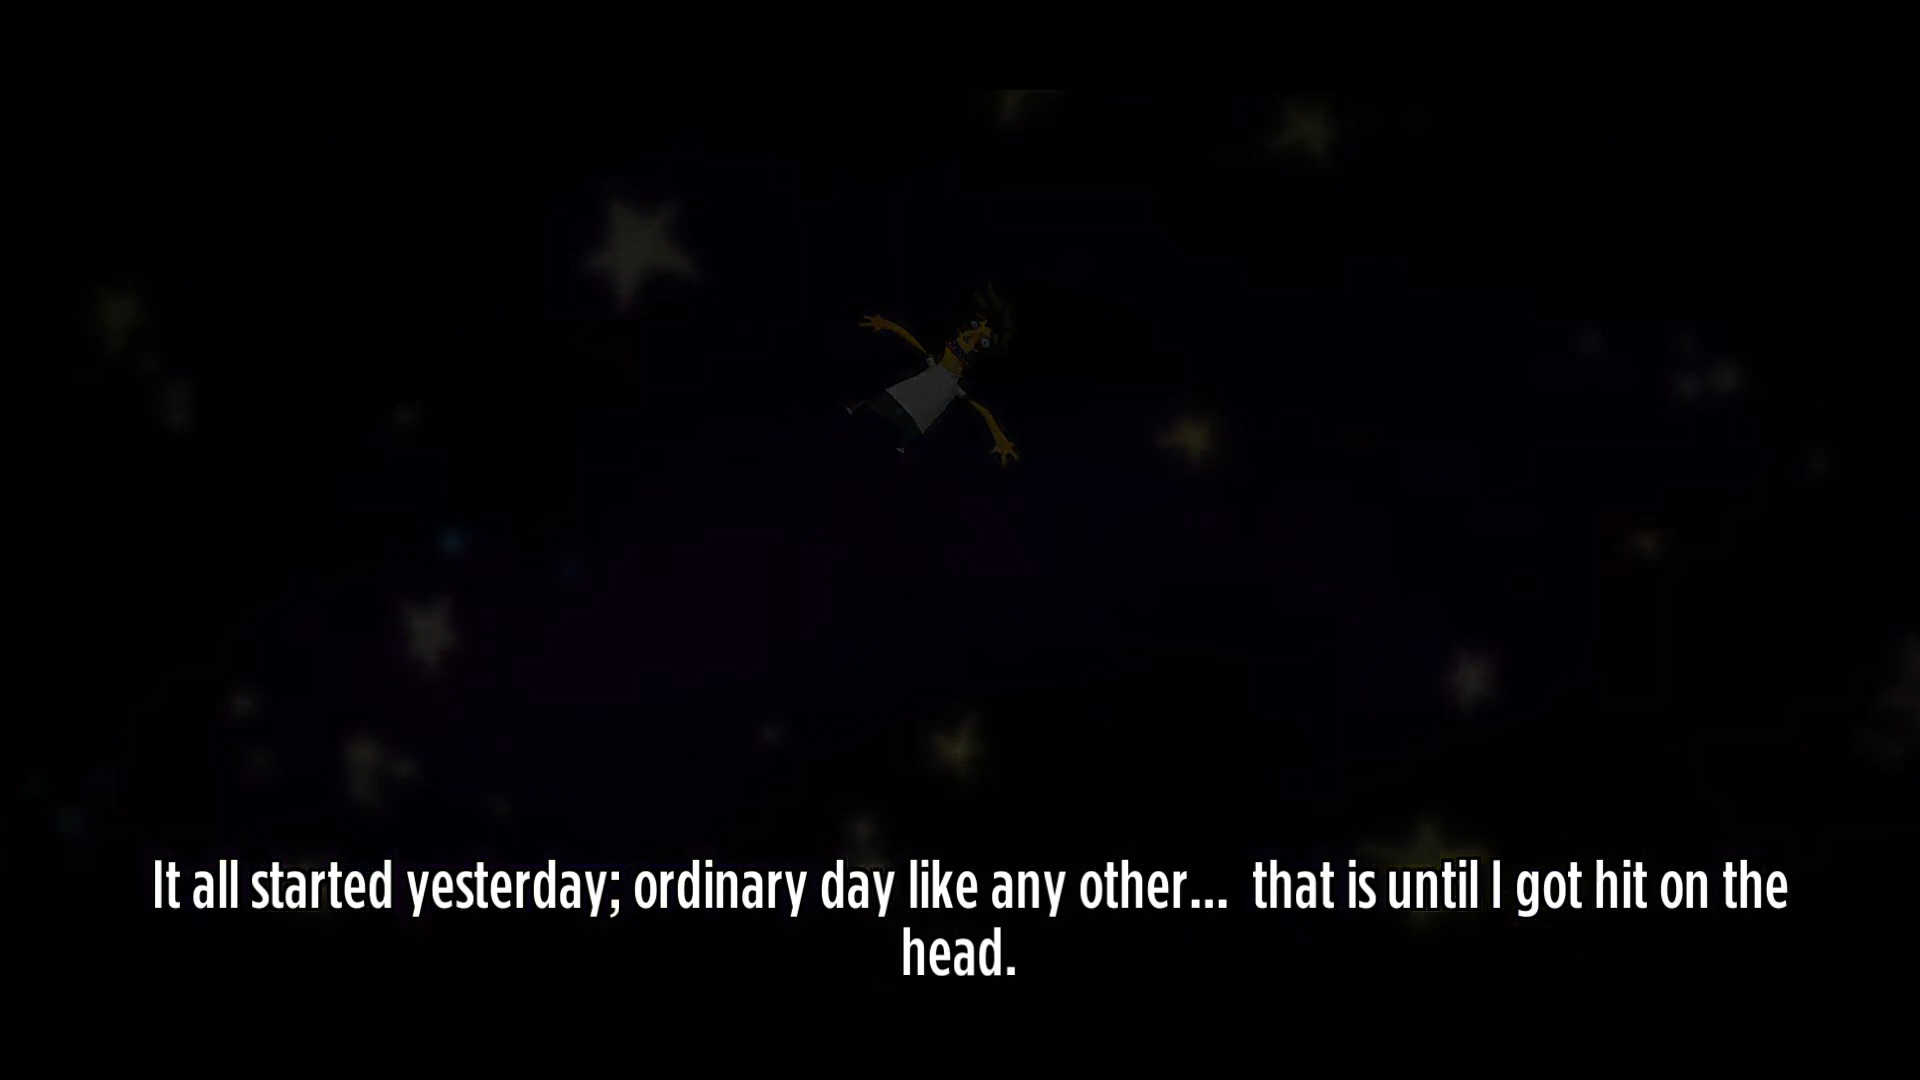 It all started yesterday; ordinary day like any other...  that is until I got hit on the
head.